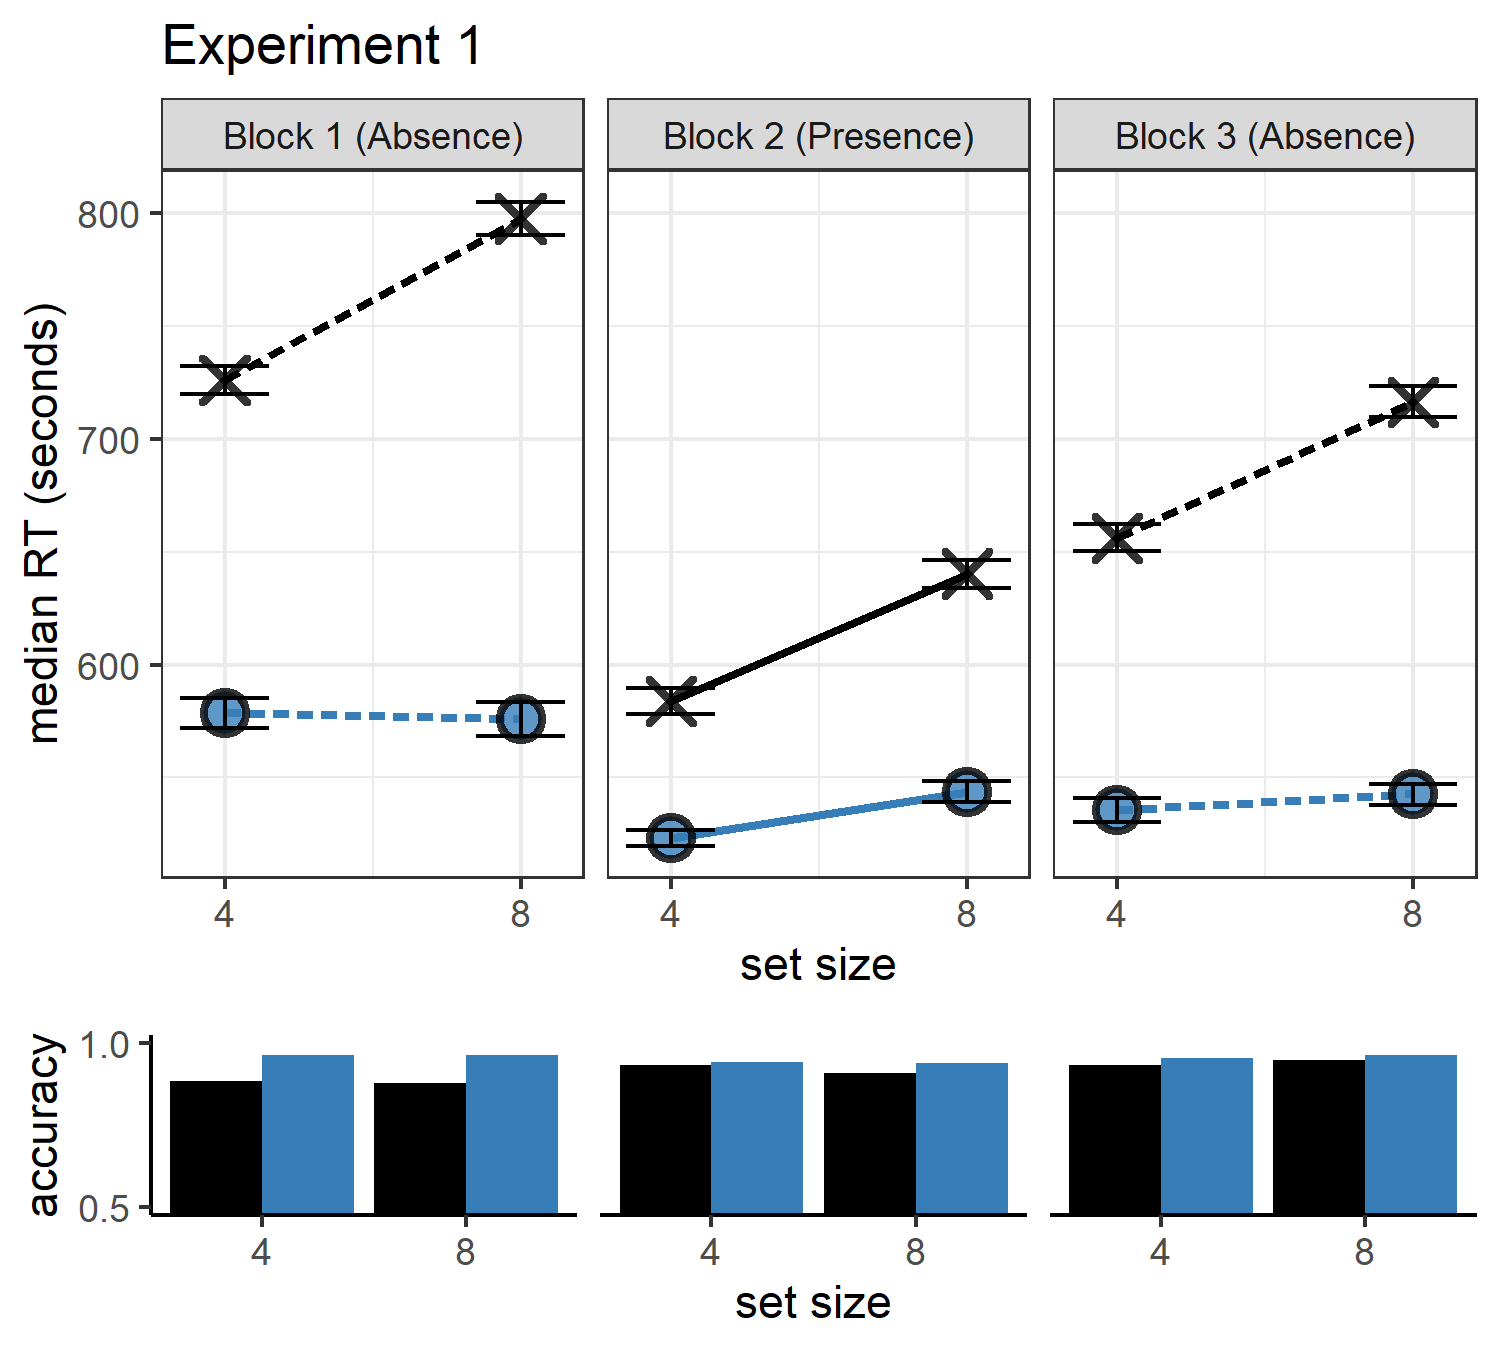 Experiment 1
Block 1 (Absence)
Block 2 (Presence)
Block 3 (Absence)
median RT (seconds)
800
700
600
4
8
4
8
4
8
set size
accuracy
1.0
0.5
4
8
4
8
4
8
set size